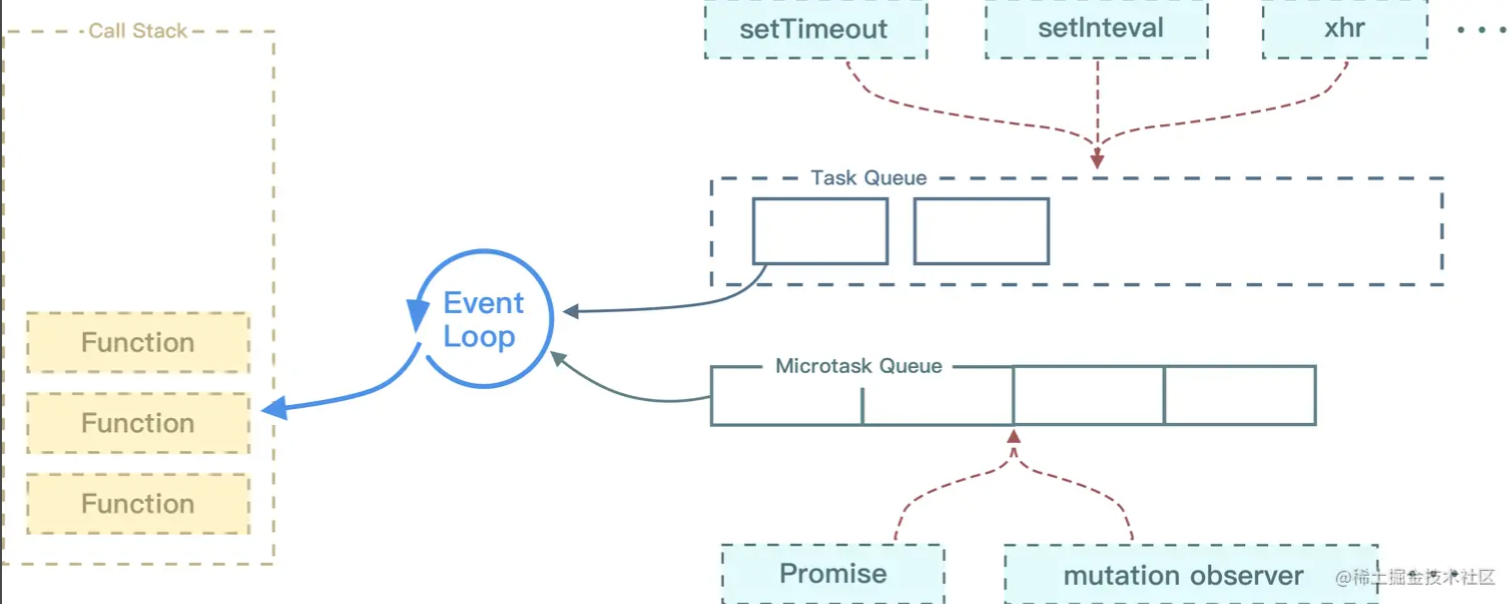 Call Stack
setTimeout
setInteval
xhr
Task Queue
Event
Loop
Function
Function
Function
Microtask Queue
Promise
mutation observer
@稀土掘金技术社区